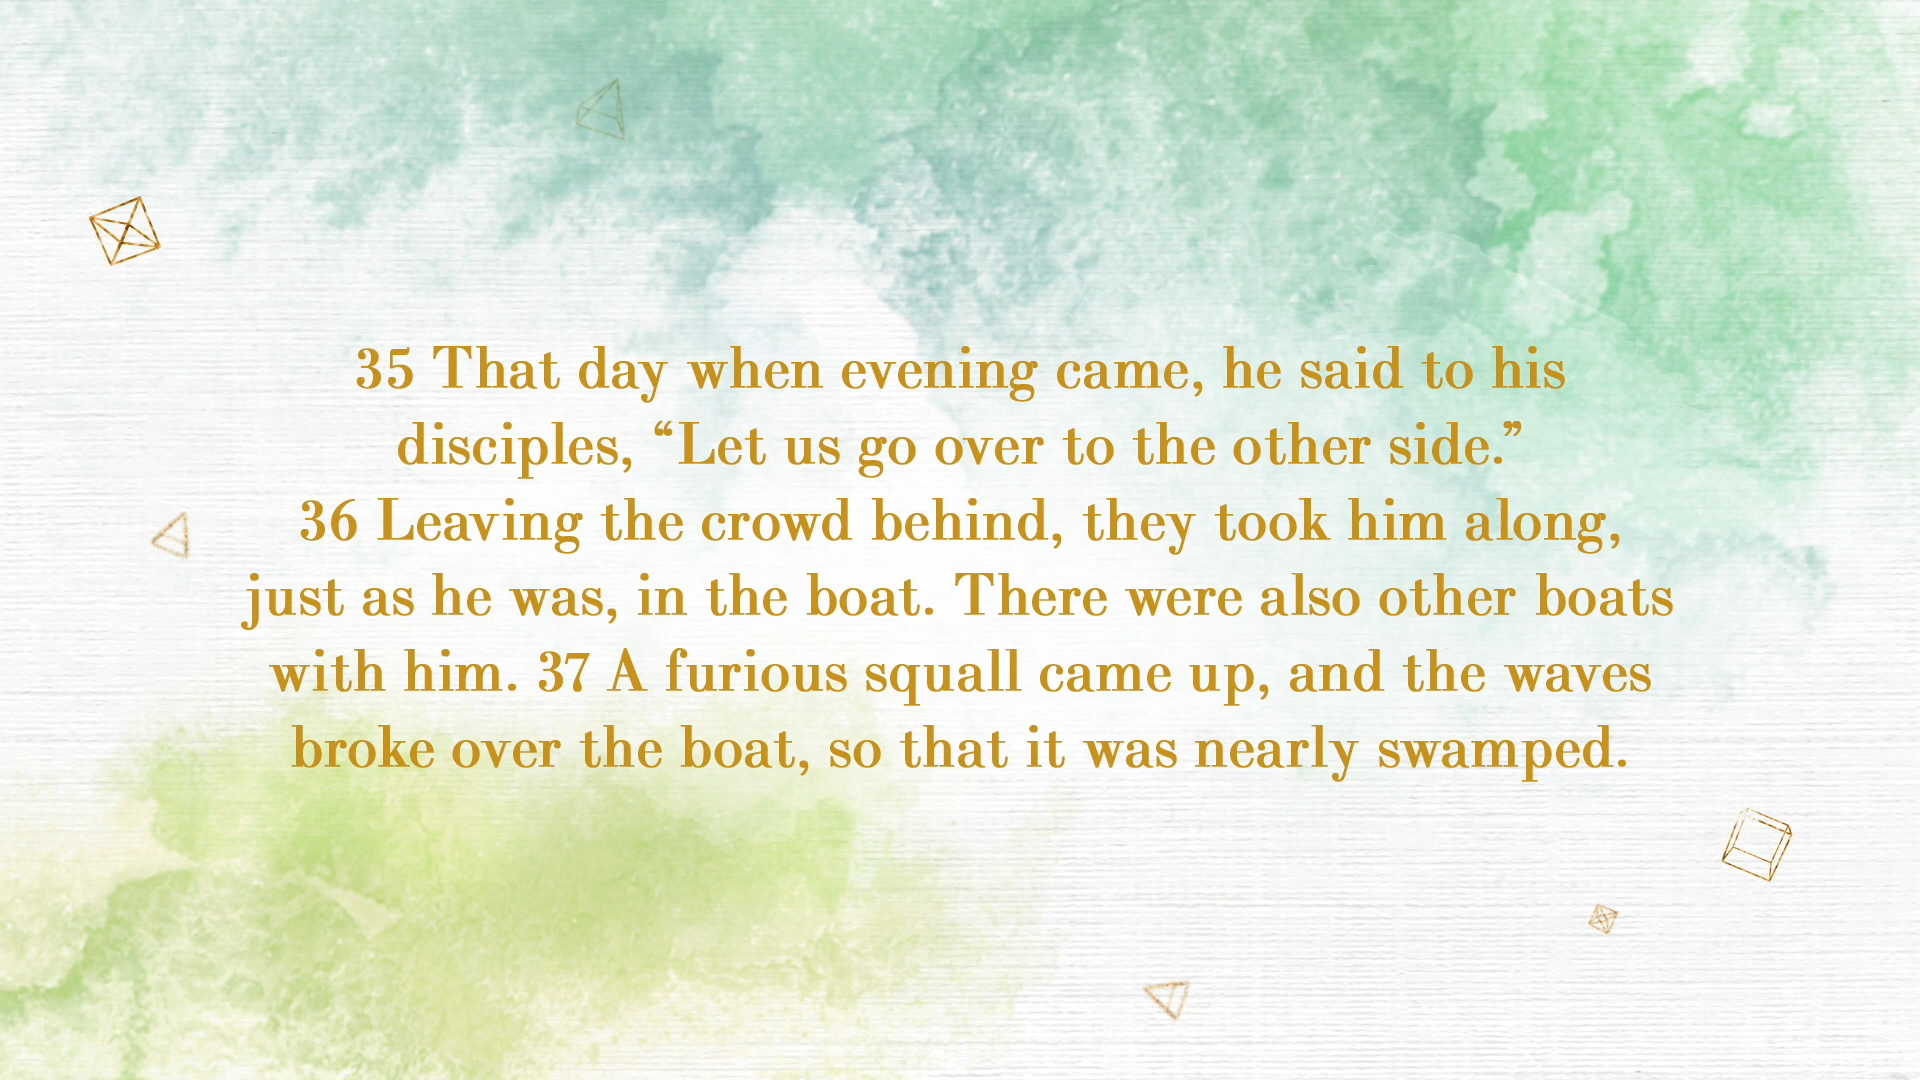 35 That day when evening came, he said to his
disciples, “Let us go over to the other side.”
36 Leaving the crowd behind, they took him along,
just as he was, in the boat. There were also other boats
with him. 37 A furious squall came up, and the waves
broke over the boat, so that it was nearly swamped.